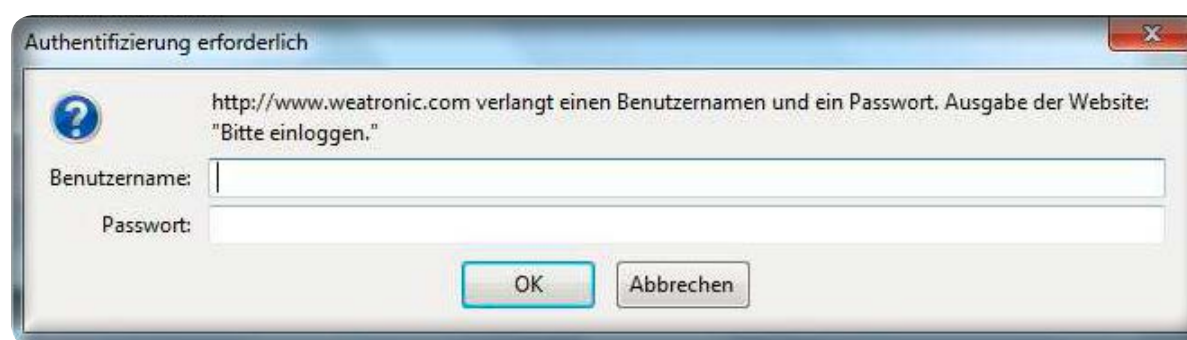 Authentifizierung erforderlich
http://www.weatronic.com verlangt einen Benutzernamen und ein Passwort. Ausgabe der Website:
"Bitte einloggen."
Benutzername:
Passwort:
OK
Abbrechen